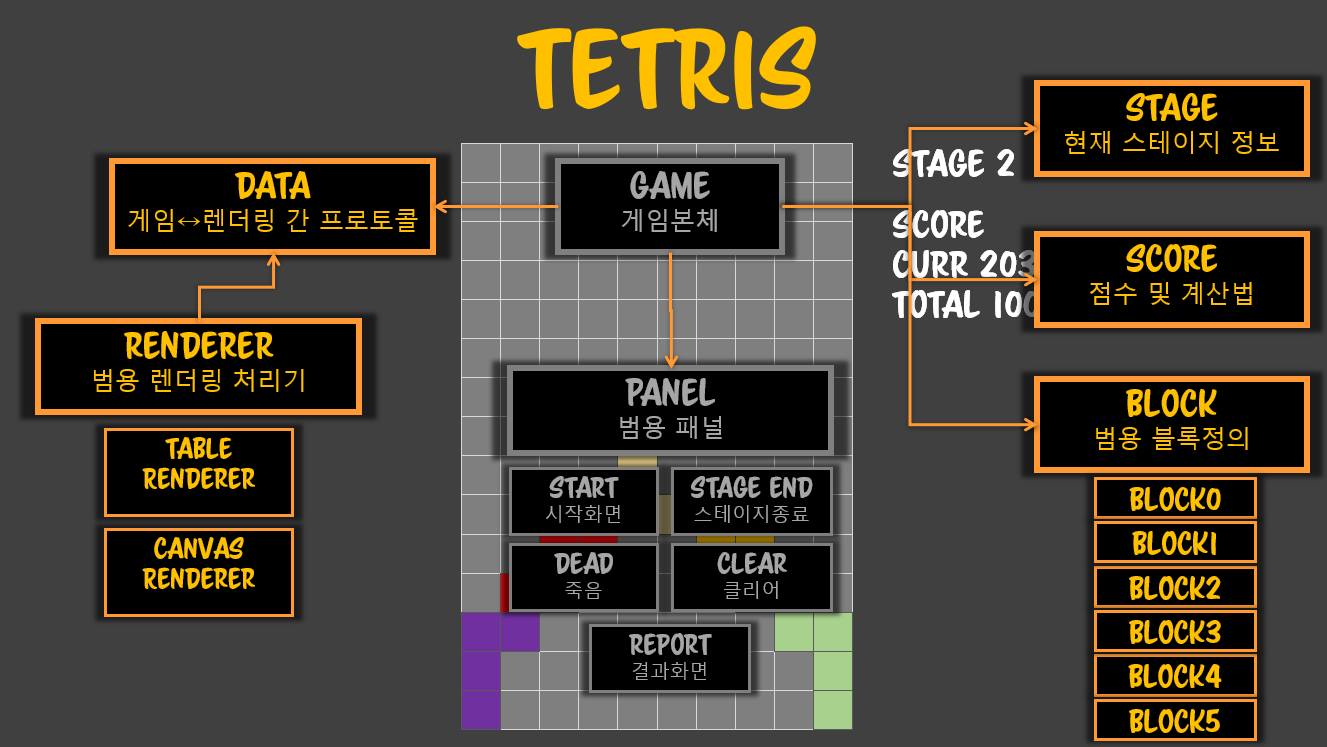 TETRIS
DATA
게임↔렌더링 간 프로토콜
RENDERER
범용 렌더링 처리기
TABLE
RENDERER
CANVAS
RENDERER
GAME
게임본체
PANEL
범용 패널
START
시작화면
STAGE END
스테이지종료
DEAD
죽음
CLEAR
클리어
REPORT
결과화면
STAGE 2
SCORE
CURR 203
TOTAL 100
STAGE
현재 스테이지 정보
SCORE
점수 및 계산법
BLOCK
범용 블록정의
BLOCK0
BLOCK1
BLOCK2
BLOCK3
BLOCK4
BLOCK5